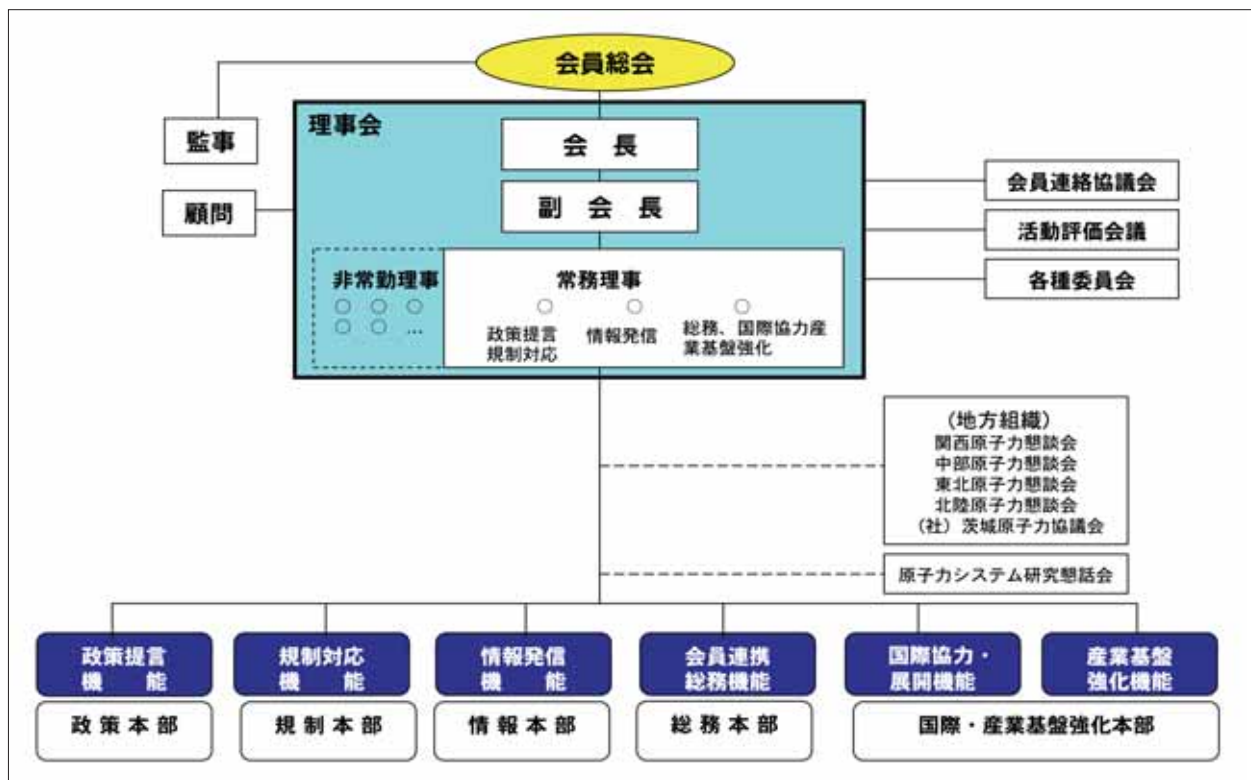 会員総会
監事
理事会
会 長
顧問
副 会 長
会員連絡協議会
活動評価会議
各種委員会
非常勤理事
○ ○ ○
○ ○ …
常務理事
○ ○ ○
政策提言
規制対応
情報発信
総務、国際協力産
業基盤強化
(地方組織)
関西原子力懇談会
中部原子力懇談会
東北原子力懇談会
北陸原子力懇談会
(社)茨城原子力協議会
原子力システム研究懇話会
政策提言
機 能
規制対応
機 能
情報発信
機 能
会員連携
総務機能
国際協力・
展開機能
産業基盤
強化機能
政策本部
規制本部
情報本部
総務本部
国際・産業基盤強化本部